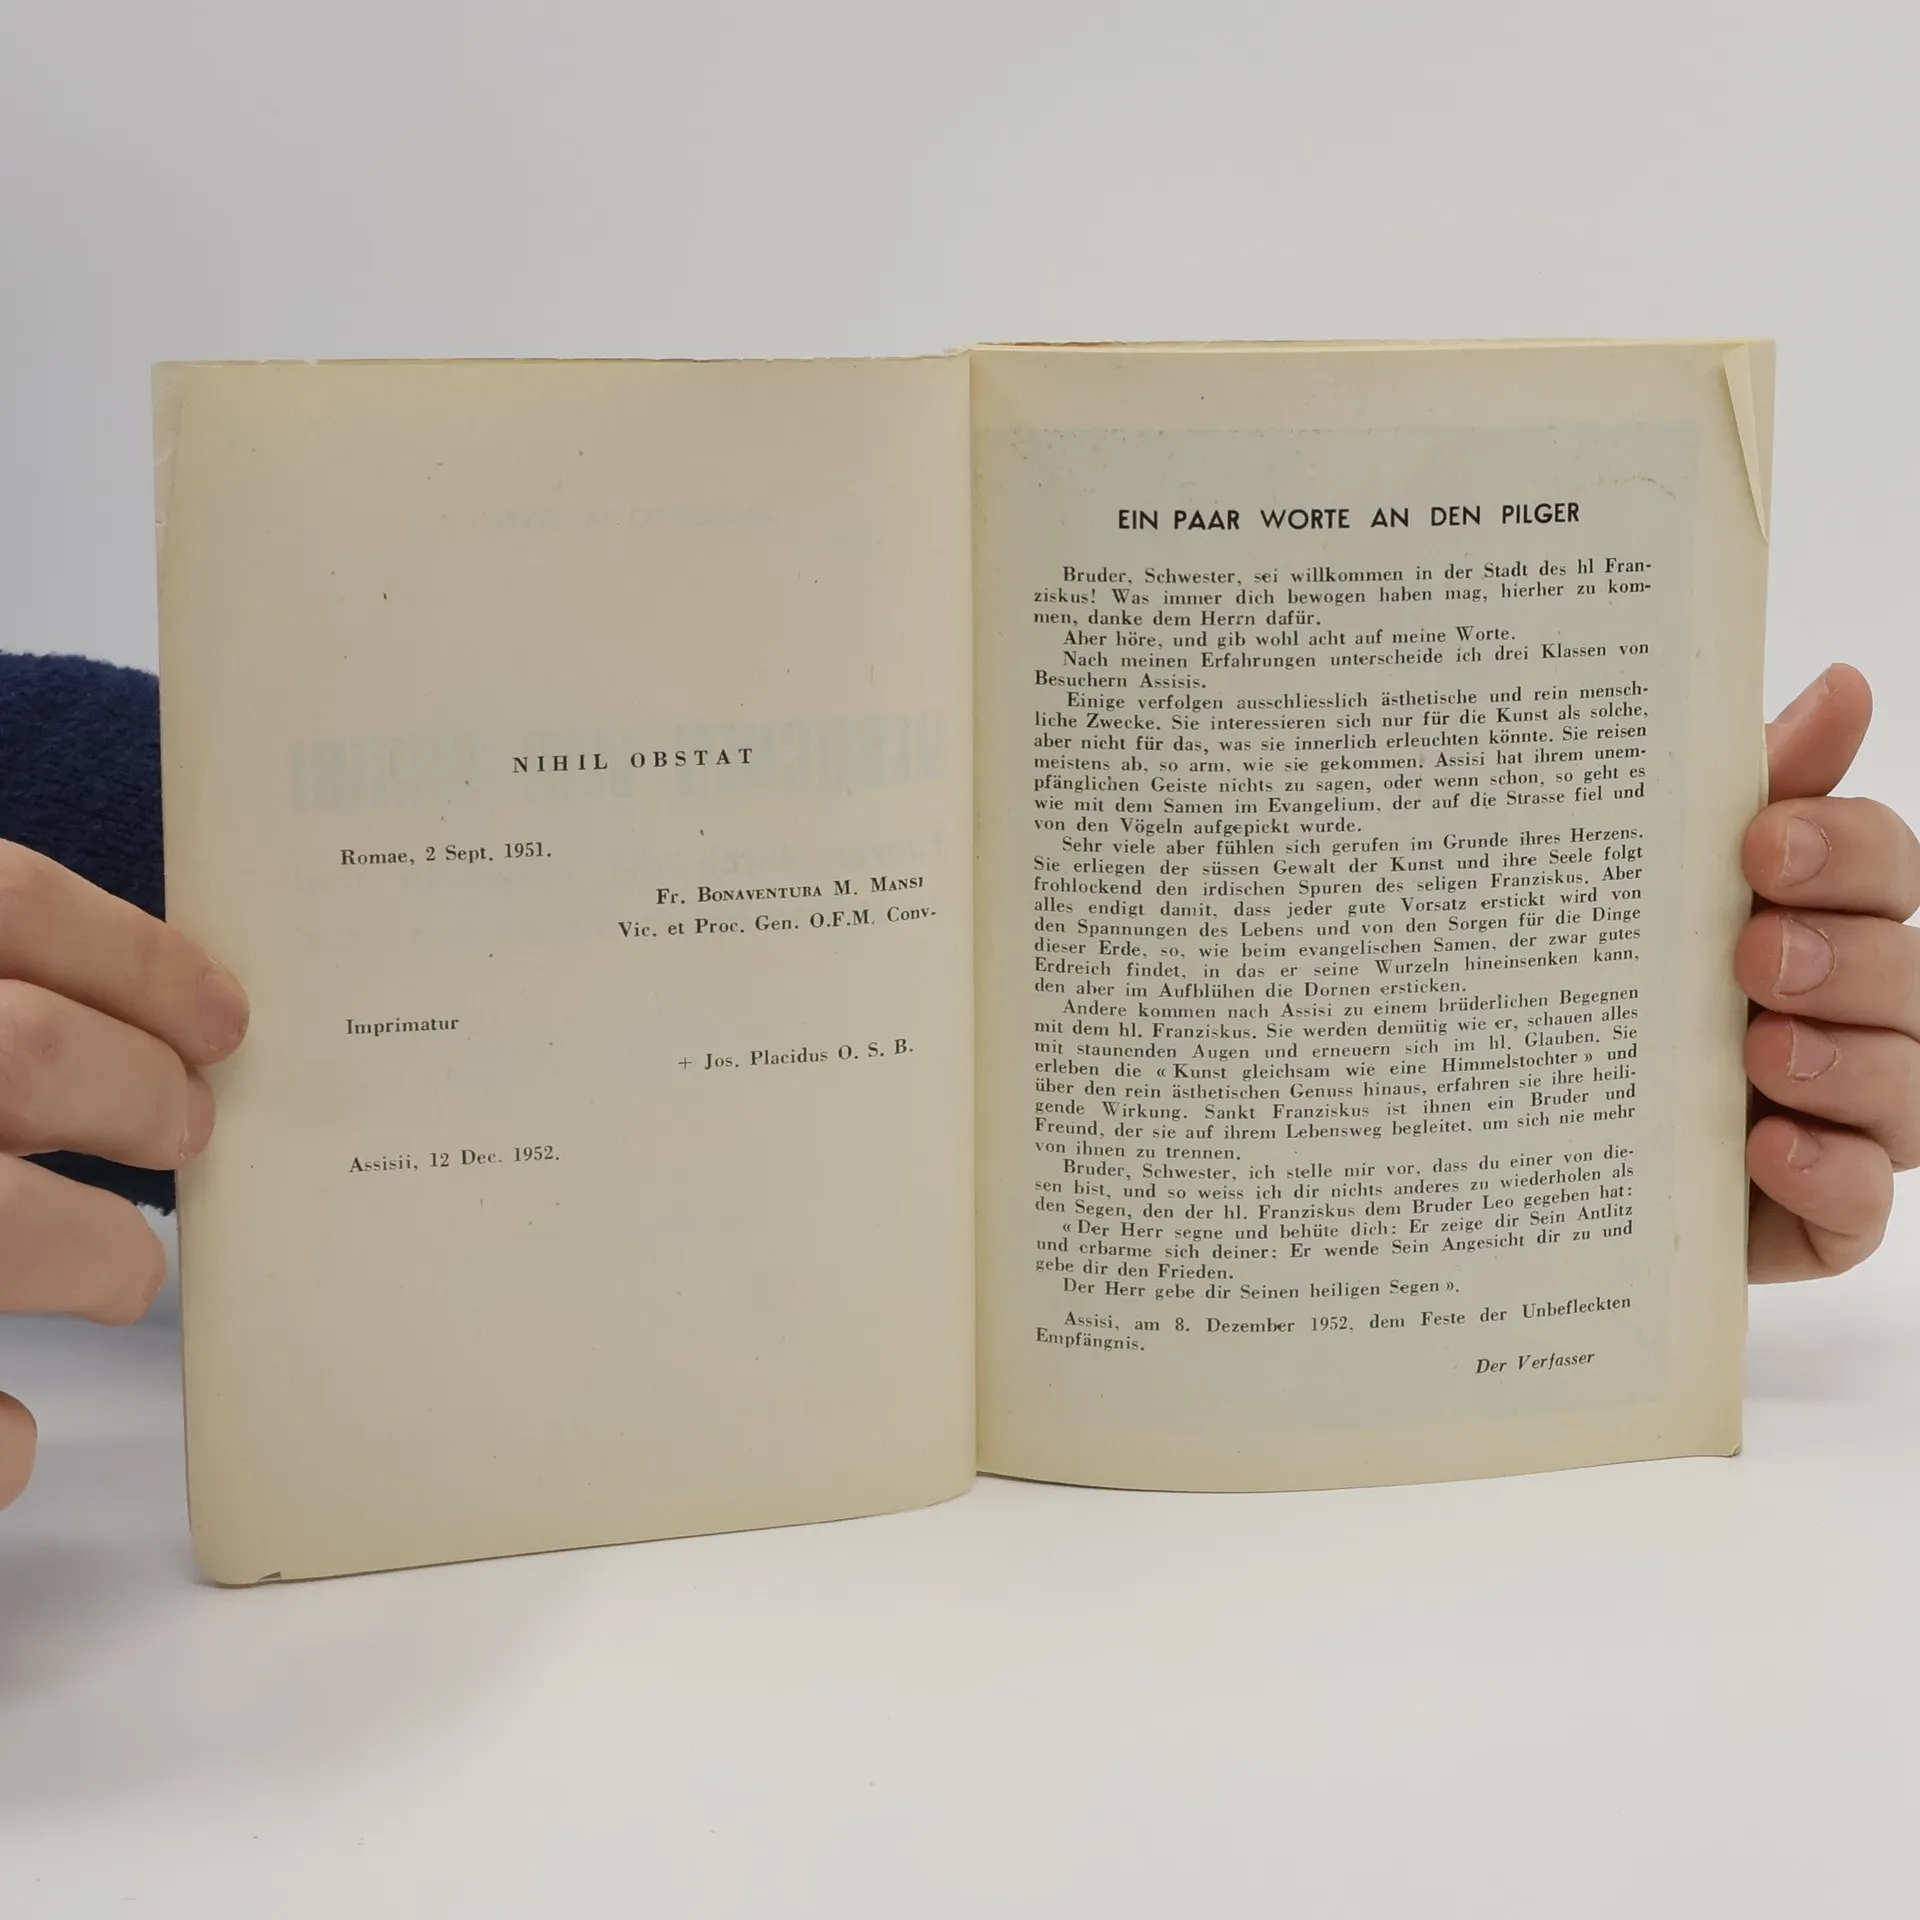 NIHIL OBSTAT
Romae, 2 Sept. 1951.
Fr. BONAVENTURA M. MANSI
Vic. et Proc. Gen. O.F.M. Conv.
Imprimatur
+ Jos. Placidus O. S. B.
Assisii, 12 Dec. 1952.
EIN PAAR WORTE AN DEN PILGER
Bruder, Schwester, sei willkommen in der Stadt des hl Fran-
ziskus! Was immer dich bewogen haben mag, hierher zu kom-
men, danke dem Herrn dafür.
Aber höre, und gib wohl acht auf meine Worte.
Nach meinen Erfahrungen unterscheide ich drei Klassen von
Besuchern Assisis.
Einige verfolgen ausschliesslich ästhetische und rein mensch-
liche Zwecke. Sie interessieren sich nur für die Kunst als solche,
aber nicht für das, was sie innerlich erleuchten könnte. Sie reisen
meistens ab, so arm, wie sie gekommen. Assisi hat ihrem unem-
pfänglichen Geiste nichts zu sagen, oder wenn schon, so geht es
wie mit dem Samen im Evangelium, der auf die Strasse fiel und
von den Vögeln aufgepickt wurde.
Sehr viele aber fühlen sich gerufen im Grunde ihres Herzens.
Sie erliegen der süssen Gewalt der Kunst und ihre Seele folgt
frohlockend den irdischen Spuren des seligen Franziskus. Aber
alles endigt damit, dass jeder gute Vorsatz erstickt wird von
den Spannungen des Lebens und von den Sorgen für die Dinge
dieser Erde, so, wie beim evangelischen Samen, der zwar gutes
Erdreich findet, in das er seine Wurzeln hineinsenken kann,
den aber im Aufblühen die Dornen ersticken.
Andere kommen nach Assisi zu einem brüderlichen Begegnen
mit dem hl. Franziskus. Sie werden demütig wie er, schauen alles
mit staunenden Augen und erneuern sich im hl. Glauben. Sie
erleben die « Kunst gleichsam wie eine Himmelstochter » und
über den rein ästhetischen Genuss hinaus, erfahren sie ihre heili-
gende Wirkung. Sankt Franziskus ist ihnen ein Bruder und
Freund, der sie auf ihrem Lebensweg begleitet, um sich nie mehr
von ihnen zu trennen.
Bruder, Schwester, ich stelle mir vor, dass du einer von die-
sen bist, und so weiss ich dir nichts anderes zu wiederholen als
den Segen, den der hl. Franziskus dem Bruder Leo gegeben hat:
« Der Herr segne und behüte dich: Er zeige dir Sein Antlitz
und erbarme sich deiner: Er wende Sein Angesicht dir zu und
gebe dir den Frieden.
Der Herr gebe dir Seinen heiligen Segen ».
Assisi, am 8. Dezember 1952, dem Feste der Unbefleckten
Empfängnis.
Der Verfasser